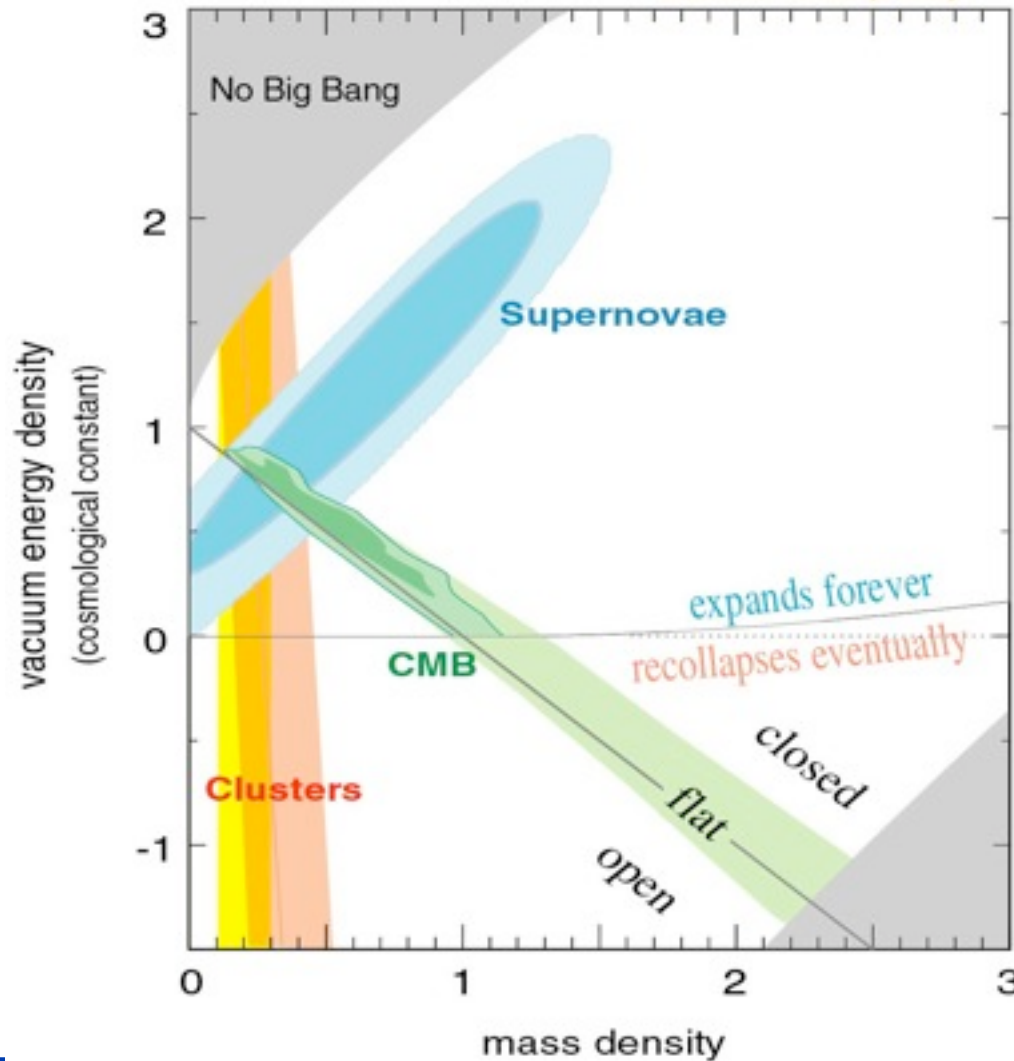 3
No Big Bang
2
Supernovae
1
vacuum energy density
(cosmological constant)
expands forever
0
CMB
recollapses eventually
closed
Clusters
flat
-1
open
0
1
2
3
mass density